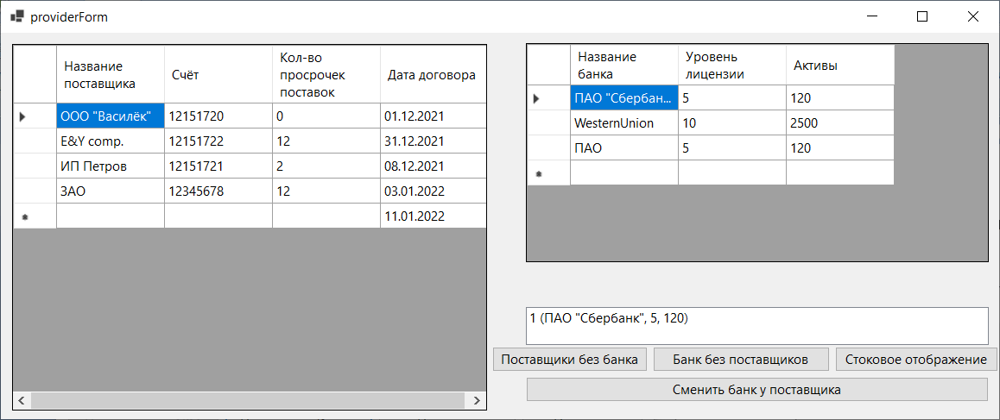 providerForm
Название поставщика Счёт Кол-во просрочек поставок Дата договора
ООО "Василёк" 12151720 0 01.12.2021
E&Y comp. 12151722 12 31.12.2021
ИП Петров 12151721 2 08.12.2021
ЗАО 12345678 12 03.01.2022
11.01.2022
Название банка Уровень лицензии Активы
ПАО "Сбербан... 5 120
WesternUnion 10 2500
ПАО 5 120
1 (ПАО "Сбербанк", 5, 120)
Поставщики без банка Банк без поставщиков Стоковое отображение
Сменить банк у поставщика